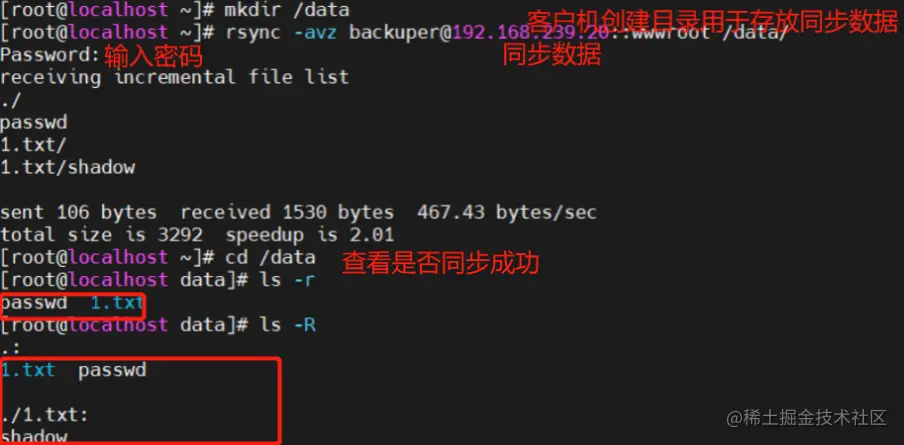 [root@localhost ~]# mkdir /data
客户机创建目录用于存放同步数据
[root@localhost ~]# rsync -avz backuper@192.168.239.20::wwwroot /data/
同步数据
Password: 输入密码
receiving incremental file list
./
passwd
1.txt/
1.txt/shadow
sent 106 bytes  received 1530 bytes  467.43 bytes/sec
total size is 3292  speedup is 2.01
[root@localhost ~]# cd /data
查看是否同步成功
[root@localhost data]# ls -r
passwd  1.txt
[root@localhost data]# ls -R
.:
1.txt  passwd
./1.txt:
shadow
@稀土掘金技术社区